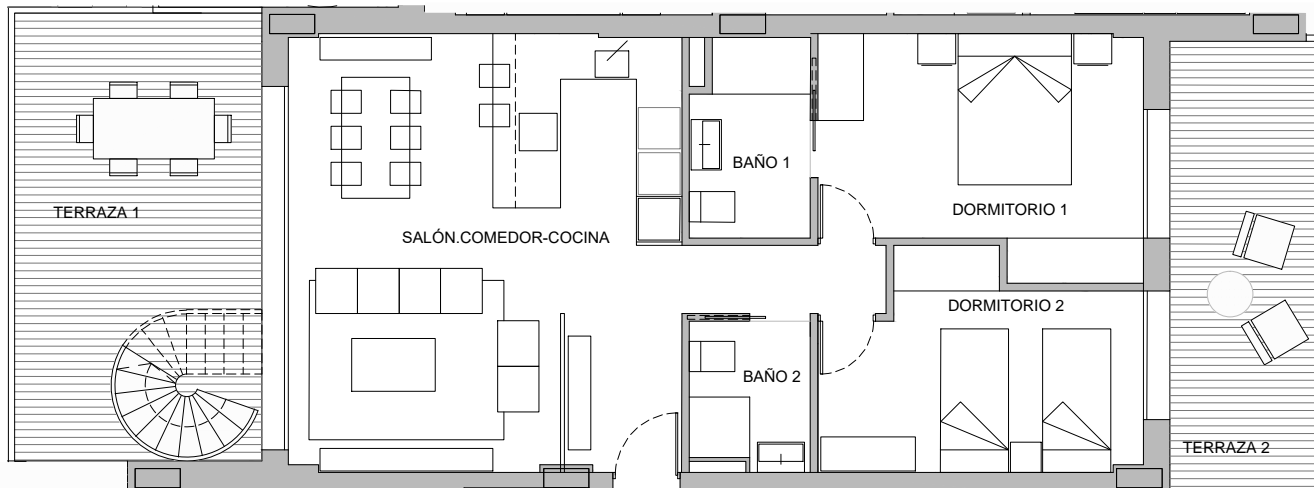 BAÑO 1
TERRAZA 1
DORMITORIO 1
SALÓN.COMEDOR-COCINA
DORMITORIO 2
BAÑO 2
TERRAZA 2